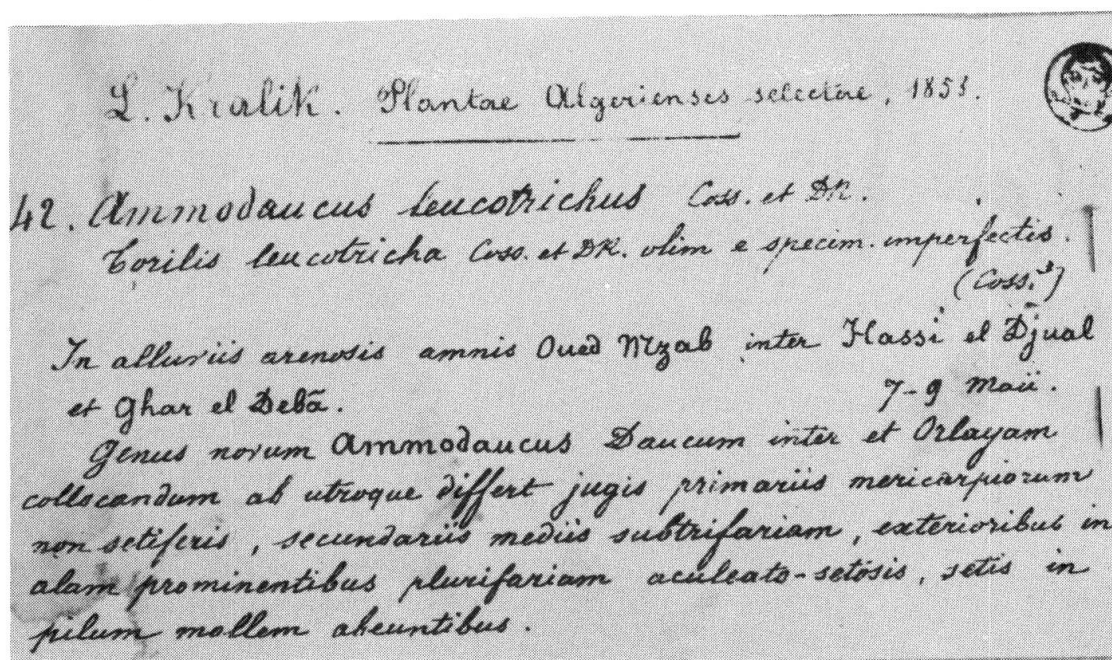 L. Kralik. Plantae Algerienses selectae, 1858.
42. Ammodaucus leucotrichus Coss. et DR.
Torilis leucotricha Coss. et DR. olim e specim. imperfectis.
(Coss.)
In alluviis arenosis amnis Oued Mzab inter Hassi el Djual
et Ghar el Debā. 7-9 Maii.
Genus novum Ammodaucus Daucum inter et Orlayam
collocandum ab utroque differt jugis primariis mericarpiorum
non setiferis, secundariis mediis subtrifariam, exterioribus in
alam prominentibus plurifariam aculeato-setosis, setis in
pilum mollem abeuntibus.